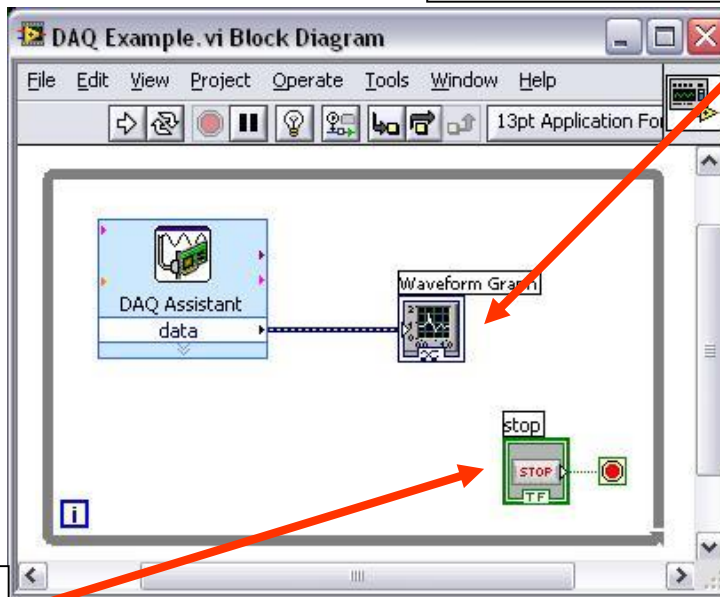 DAQ Example.vi Block Diagram
File Edit View Project Operate Tools Window Help
13pt Application Fo
DAQ Assistant
data
Waveform Graph
stop
STOP
TF
i